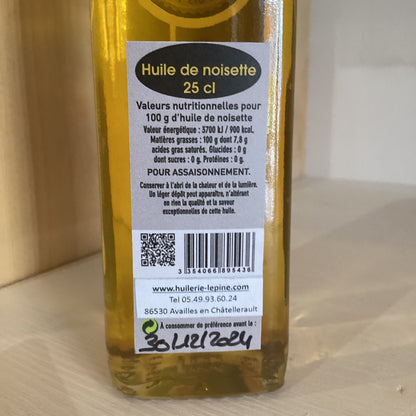 Huile de noisette
25 cl
Valeurs nutritionnelles pour
100 g d'huile de noisette
Valeur énergétique : 3700 kJ / 900 kcal.
Matières grasses : 100 g dont 7,8 g
acides gras saturés. Glucides : 0 g
dont sucres : 0 g. Protéines : 0 g.
POUR ASSAISONNEMENT.
Conserver à l'abri de la chaleur et de la lumière.
Un léger dépôt peut apparaître, n'altérant
en rien la qualité et la saveur
exceptionnelles de cette huile.
3 354066 895436
www.huilerie-lepine.com
Tel 05.49.93.60.24
86530 Availles en Châtellerault
À consommer de préférence avant la :
30/12/2024